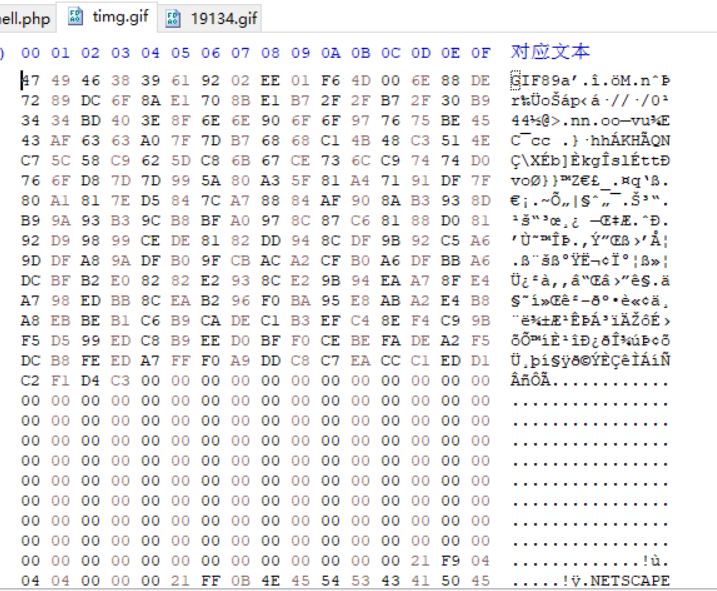 ell.php timg.gif 19134.gif
) 00 01 02 03 04 05 06 07 08 09 0A 0B 0C 0D 0E 0F 对应文本
47 49 46 38 39 61 92 02 EE 01 F6 4D 00 6E 88 DE GIF89a’.î.öM.nˆÞ
72 89 DC 6F 8A E1 70 8B E1 B7 2F 2F B7 2F 30 B9 r‰ÜoŠáp‹á·//·/0¹
34 34 BD 40 3E 8F 6E 6E 90 6F 6F 97 76 75 BE 45 44½@>.nn.oo—vu¾E
43 AF 63 63 A0 7F 7D B7 68 68 C1 4B 48 C3 51 4E C¯cc .}·hhÁKHÃQN
C7 5C 58 C9 62 5D C8 6B 67 CE 73 6C C9 74 74 D0 Ç\XÉb]ÈkgÎslÉttÐ
76 6F D8 7D 7D 99 5A 80 A3 5F 81 A4 71 91 DF 7F voØ}}™Z€£_.¤q‘ß.
80 A1 81 7E D5 84 7C A7 88 84 AF 90 8A B3 93 8D €¡.~Õ„|§ˆ„¯.Š³“.
B9 9A 93 B3 9C B8 BF A0 97 8C 87 C6 81 88 D0 81 ¹š“³œ¸¿ —Œ‡Æ.ˆÐ.
92 D9 98 99 CE DE 81 82 DD 94 8C DF 9B 92 C5 A6 ’Ù˜™ÎÞ.‚Ý”Œß›’Å¦
9D DF A8 9A DF B0 9F CB AC A2 CF B0 A6 DF BB A6 .ß¨šß°ŸË¬¢Ï°¦ß»¦
DC BF B2 E0 82 82 E2 93 8C E2 9B 94 EA A7 8F E4 Ü¿²à‚‚â“Œâ›”ê§.ä
A7 98 ED BB 8C EA B2 96 F0 BA 95 E8 AB A2 E4 B8 §˜í»Œê²–ðº•è«¢ä¸
A8 EB BE B1 C6 B9 CA DE C1 B3 EF C4 8E F4 C9 9B ¨ë¾±Æ¹ÊÞÁ³ïÄŽôÉ›
F5 D5 99 ED C8 B9 EE D0 BF F0 CE BE FA DE A2 F5 õÕ™íÈ¹îÐ¿ðÎ¾úÞ¢õ
DC B8 FE ED A7 FF F0 A9 DD C8 C7 EA CC C1 ED D1 Ü¸þí§ÿð©ÝÈÇêÌÁíÑ
C2 F1 D4 C3 00 00 00 00 00 00 00 00 00 00 00 00 ÂñÔÃ............
00 00 00 00 00 00 00 00 00 00 00 00 00 00 00 00 ................
00 00 00 00 00 00 00 00 00 00 00 00 00 00 00 00 ................
00 00 00 00 00 00 00 00 00 00 00 00 00 00 00 00 ................
00 00 00 00 00 00 00 00 00 00 00 00 00 00 00 00 ................
00 00 00 00 00 00 00 00 00 00 00 00 00 00 00 00 ................
00 00 00 00 00 00 00 00 00 00 00 00 00 00 00 00 ................
00 00 00 00 00 00 00 00 00 00 00 00 00 00 00 00 ................
00 00 00 00 00 00 00 00 00 00 00 00 00 00 00 00 ................
00 00 00 00 00 00 00 00 00 00 00 00 00 21 F9 04 .............!ù.
04 04 00 00 00 00 21 FF 0B 4E 45 54 53 43 41 50 45 .....!ÿ.NETSCAPE